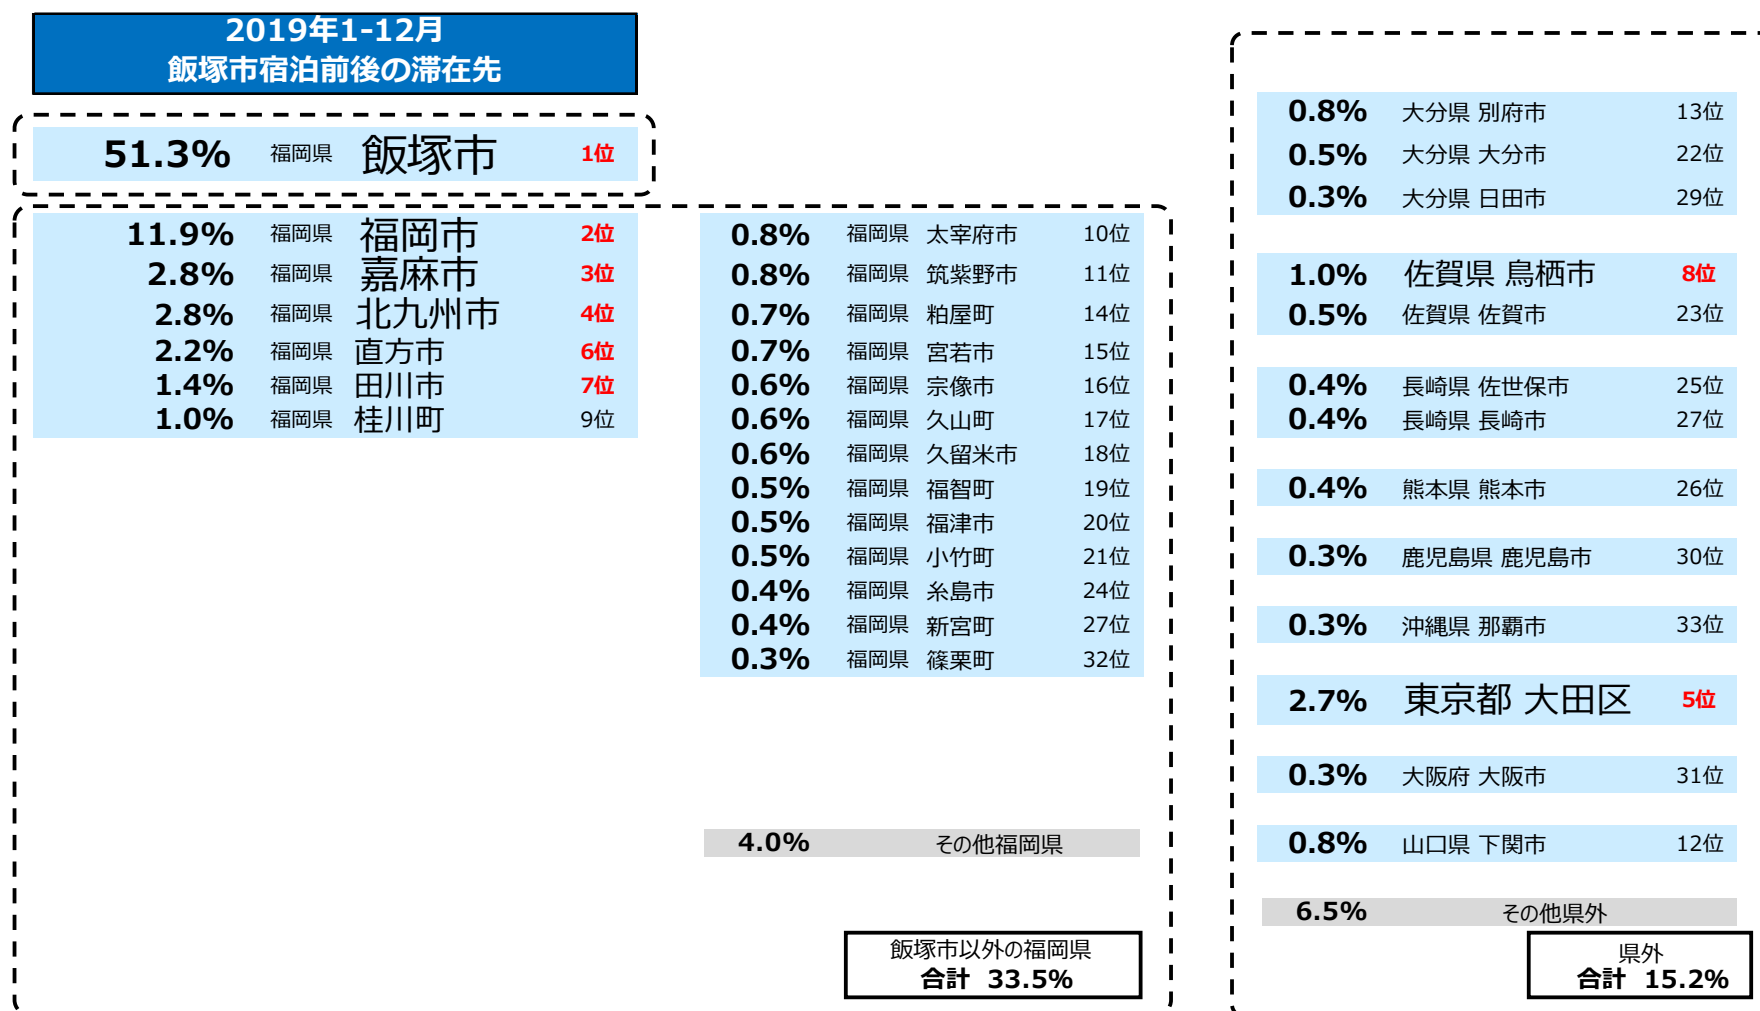 2019年1-12月
飯塚市宿泊前後の滞在先
51.3% 福岡県 飯塚市 1位
11.9% 福岡県 福岡市 2位
2.8% 福岡県 嘉麻市 3位
2.8% 福岡県 北九州市 4位
2.2% 福岡県 直方市 6位
1.4% 福岡県 田川市 7位
1.0% 福岡県 桂川町 9位
0.8% 福岡県 太宰府市 10位
0.8% 福岡県 筑紫野市 11位
0.7% 福岡県 粕屋町 14位
0.7% 福岡県 宮若市 15位
0.6% 福岡県 宗像市 16位
0.6% 福岡県 久山町 17位
0.6% 福岡県 久留米市 18位
0.5% 福岡県 福智町 19位
0.5% 福岡県 福津市 20位
0.5% 福岡県 小竹町 21位
0.4% 福岡県 糸島市 24位
0.4% 福岡県 新宮町 27位
0.3% 福岡県 篠栗町 32位
4.0% その他福岡県
飯塚市以外の福岡県
合計 33.5%
0.8% 大分県 別府市 13位
0.5% 大分県 大分市 22位
0.3% 大分県 日田市 29位
1.0% 佐賀県 鳥栖市 8位
0.5% 佐賀県 佐賀市 23位
0.4% 長崎県 佐世保市 25位
0.4% 長崎県 長崎市 27位
0.4% 熊本県 熊本市 26位
0.3% 鹿児島県 鹿児島市 30位
0.3% 沖縄県 那覇市 33位
2.7% 東京都 大田区 5位
0.3% 大阪府 大阪市 31位
0.8% 山口県 下関市 12位
6.5% その他県外
県外
合計 15.2%